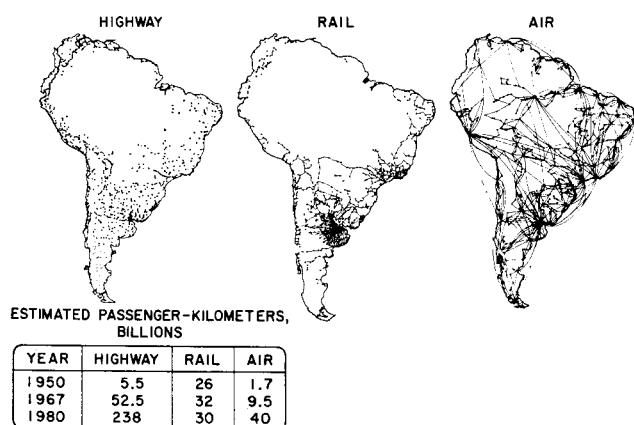 HIGHWAY RAIL AIR
ESTIMATED PASSENGER-KILOMETERS,
BILLIONS
YEAR HIGHWAY RAIL AIR
1950 5.5 26 1.7
1967 52.5 32 9.5
1980 238 30 40